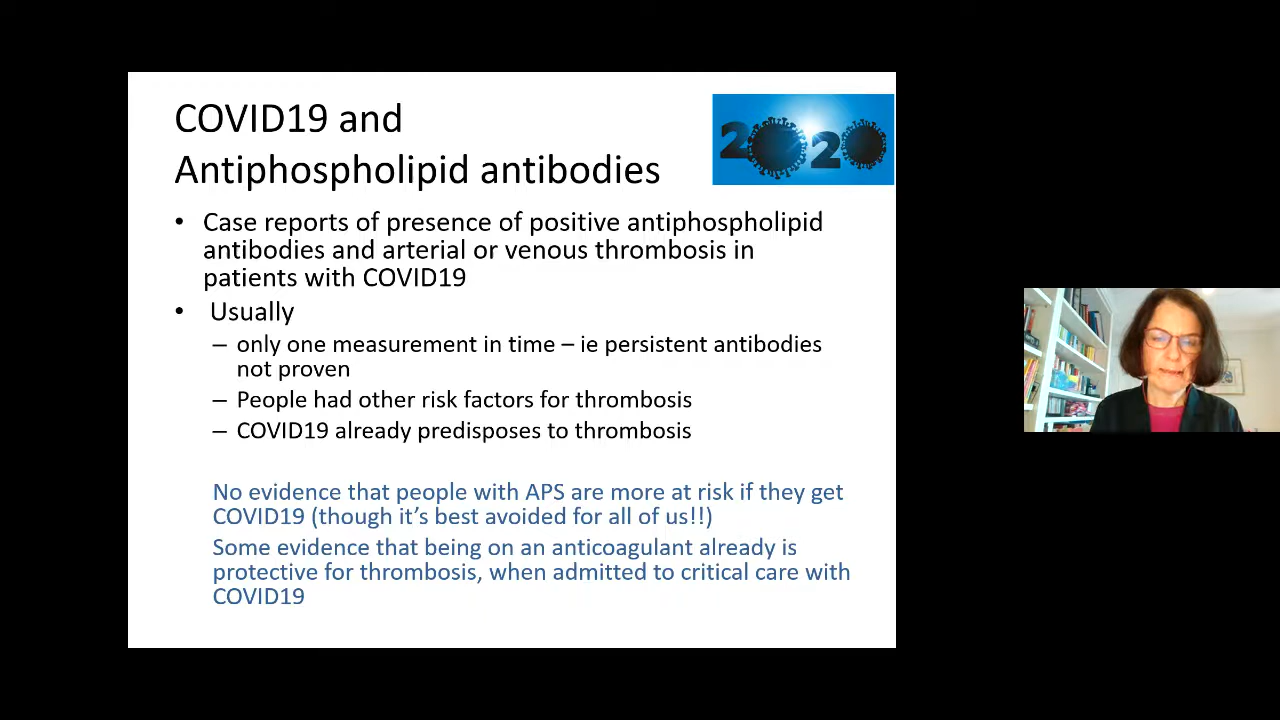 COVID19 and
Antiphospholipid antibodies
2020
• Case reports of presence of positive antiphospholipid
antibodies and arterial or venous thrombosis in
patients with COVID19
• Usually
– only one measurement in time – ie persistent antibodies
not proven
– People had other risk factors for thrombosis
– COVID19 already predisposes to thrombosis
No evidence that people with APS are more at risk if they get
COVID19 (though it's best avoided for all of us!!)
Some evidence that being on an anticoagulant already is
protective for thrombosis, when admitted to critical care with
COVID19